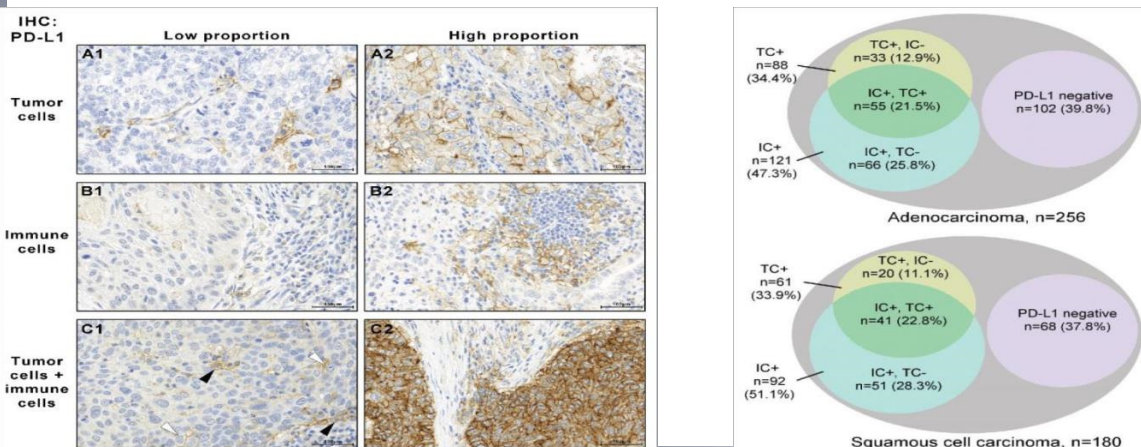 IHC:
PD-L1
Low proportion
High proportion
Tumor
cells
A1
A2
Immune
cells
B1
B2
Tumor
cells +
immune
cells
C1
C2
TC+
n=88
(34.4%)
TC+, IC-
n=33 (12.9%)
IC+, TC+
n=55 (21.5%)
PD-L1 negative
n=102 (39.8%)
IC+
n=121
(47.3%)
IC+, TC-
n=66 (25.8%)
Adenocarcinoma, n=256
TC+
n=61
(33.9%)
TC+, IC-
n=20 (11.1%)
IC+, TC+
n=41 (22.8%)
PD-L1 negative
n=68 (37.8%)
IC+
n=92
(51.1%)
IC+, TC-
n=51 (28.3%)
Squamous cell carcinoma, n=180